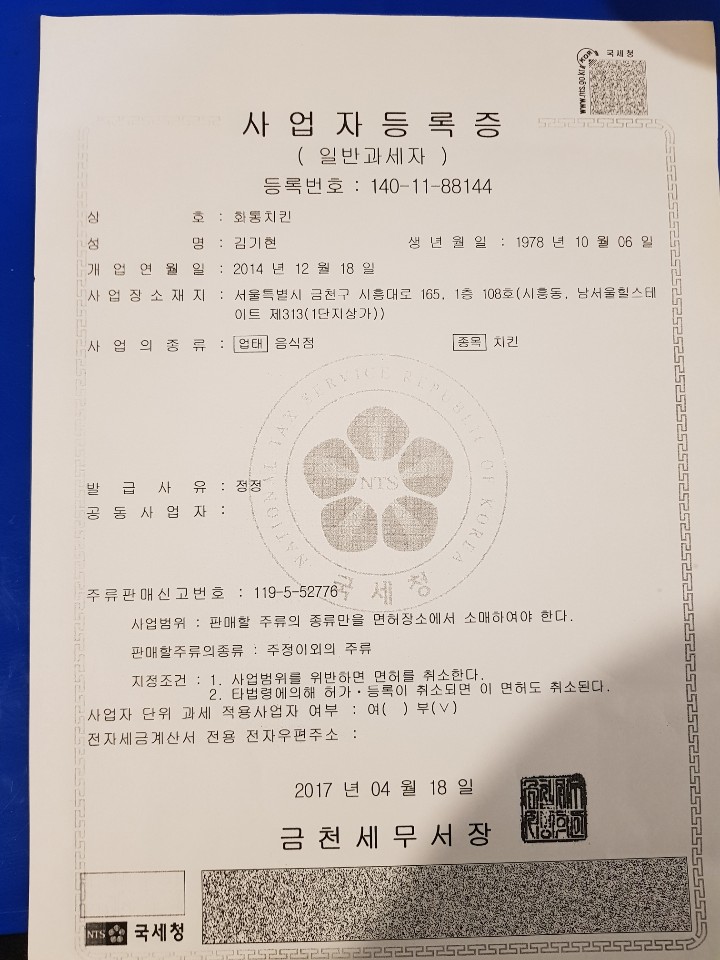 국세청
www.nts.go.kr
사업자등록증
( 일반과세자 )
등록번호 : 140-11-88144
상 호 : 화통치킨
성 명 : 김기현 생년월일 : 1978 년 10 월 06 일
개업연월일 : 2014 년 12 월 18 일
사업장소재지 : 서울특별시 금천구 시흥대로 165, 1층 108호(시흥동, 남서울힐스테
이트 제313(1단지상가))
사업의종류 : 업태 음식점 종목 치킨
NATIONAL TAX SERVICE REPUBLIC OF KOREA
NTS
국세청
발급사유 : 정정
공동사업자 :
주류판매신고번호 : 119-5-52776
사업범위 : 판매할 주류의 종류만을 면허장소에서 소매하여야 한다.
판매할주류의종류 : 주정이외의 주류
지정조건 : 1. 사업범위를 위반하면 면허를 취소한다.
2. 타법령에의해 허가·등록이 취소되면 이 면허도 취소된다.
사업자 단위 과세 적용사업자 여부 : 여( ) 부(∨)
전자세금계산서 전용 전자우편주소 :
2017 년 04 월 18 일
금천세무서장
NTS 국세청